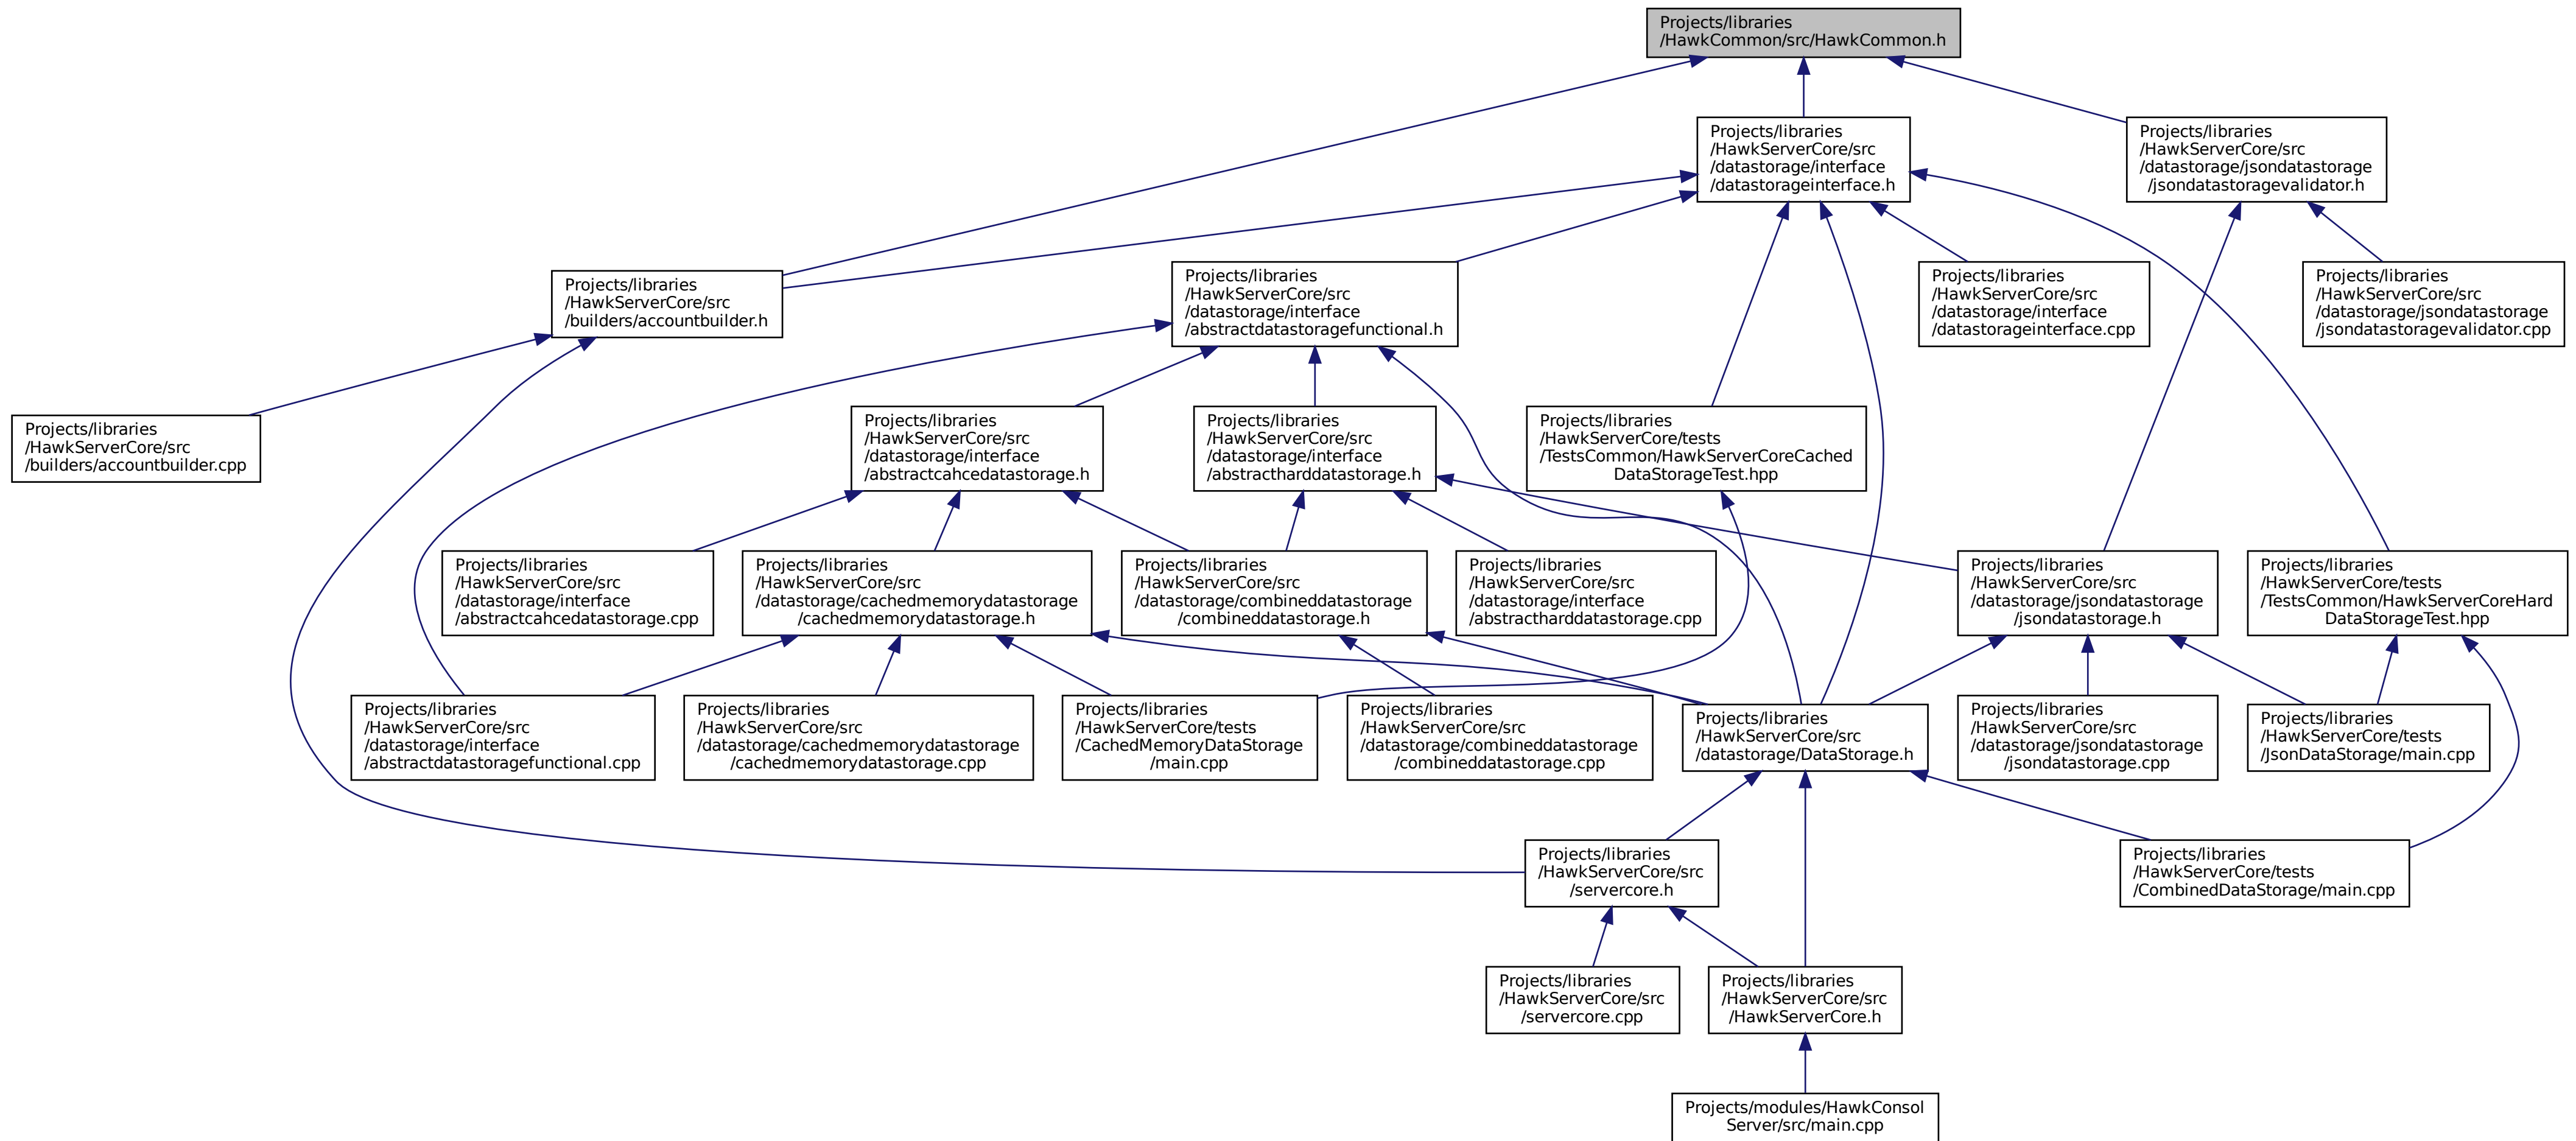 Projects/libraries
/HawkCommon/src/HawkCommon.h
Projects/libraries
/HawkServerCore/src
/datastorage/interface
/datastorageinterface.h
Projects/libraries
/HawkServerCore/src
/datastorage/jsondatastorage
/jsondatastoragevalidator.h
Projects/libraries
/HawkServerCore/src
/builders/accountbuilder.h
Projects/libraries
/HawkServerCore/src
/datastorage/interface
/abstractdatastoragefunctional.h
Projects/libraries
/HawkServerCore/src
/datastorage/interface
/datastorageinterface.cpp
Projects/libraries
/HawkServerCore/src
/datastorage/jsondatastorage
/jsondatastoragevalidator.cpp
Projects/libraries
/HawkServerCore/src
/builders/accountbuilder.cpp
Projects/libraries
/HawkServerCore/src
/datastorage/interface
/abstractcahcedatastorage.h
Projects/libraries
/HawkServerCore/src
/datastorage/interface
/abstractharddatastorage.h
Projects/libraries
/HawkServerCore/tests
/TestsCommon/HawkServerCoreCached
DataStorageTest.hpp
Projects/libraries
/HawkServerCore/src
/datastorage/interface
/abstractcahcedatastorage.cpp
Projects/libraries
/HawkServerCore/src
/datastorage/cachedmemorydatastorage
/cachedmemorydatastorage.h
Projects/libraries
/HawkServerCore/src
/datastorage/combineddatastorage
/combineddatastorage.h
Projects/libraries
/HawkServerCore/src
/datastorage/interface
/abstractharddatastorage.cpp
Projects/libraries
/HawkServerCore/src
/datastorage/jsondatastorage
/jsondatastorage.h
Projects/libraries
/HawkServerCore/tests
/TestsCommon/HawkServerCoreHard
DataStorageTest.hpp
Projects/libraries
/HawkServerCore/src
/datastorage/interface
/abstractdatastoragefunctional.cpp
Projects/libraries
/HawkServerCore/src
/datastorage/cachedmemorydatastorage
/cachedmemorydatastorage.cpp
Projects/libraries
/HawkServerCore/tests
/CachedMemoryDataStorage
/main.cpp
Projects/libraries
/HawkServerCore/src
/datastorage/combineddatastorage
/combineddatastorage.cpp
Projects/libraries
/HawkServerCore/src
/datastorage/DataStorage.h
Projects/libraries
/HawkServerCore/src
/datastorage/jsondatastorage
/jsondatastorage.cpp
Projects/libraries
/HawkServerCore/tests
/JsonDataStorage/main.cpp
Projects/libraries
/HawkServerCore/src
/servercore.h
Projects/libraries
/HawkServerCore/tests
/CombinedDataStorage/main.cpp
Projects/libraries
/HawkServerCore/src
/servercore.cpp
Projects/libraries
/HawkServerCore/src
/HawkServerCore.h
Projects/modules/HawkConsol
Server/src/main.cpp